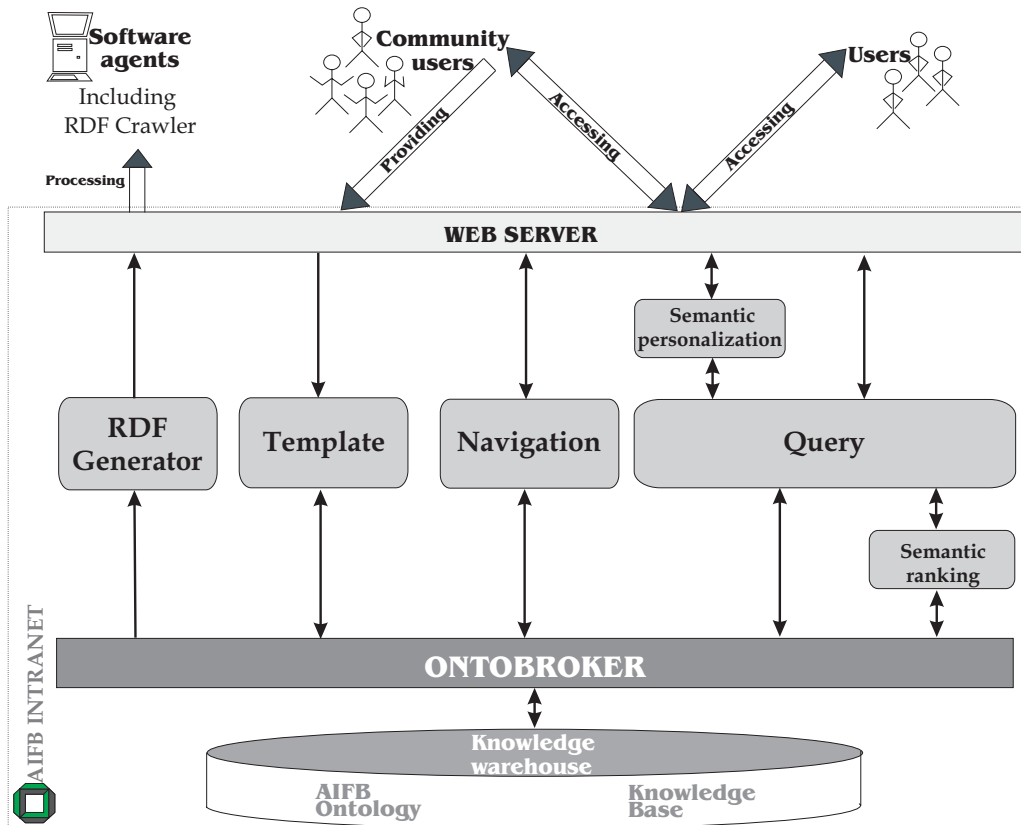 Software
agents
Including
RDF Crawler
Community
users
Users
Processing
Providing
Accessing
Accessing
WEB SERVER
Semantic
personalization
RDF
Generator
Template
Navigation
Query
Semantic
ranking
AIFB INTRANET
ONTOBROKER
Knowledge
warehouse
AIFB
Ontology
Knowledge
Base